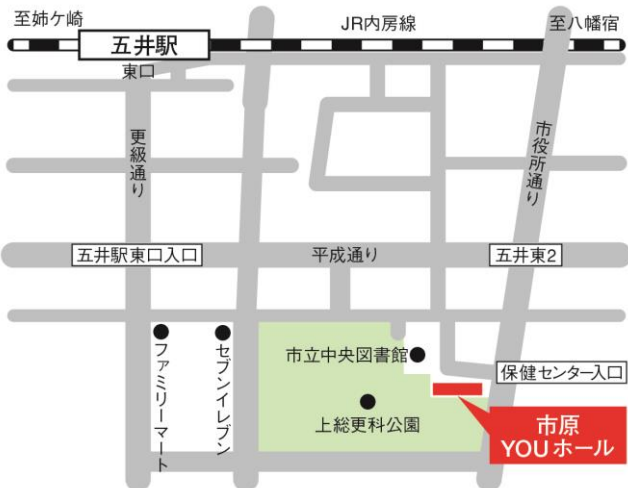 至姉ケ崎
JR内房線
至八幡宿
五井駅
東口
更級通り
市役所通り
五井駅東口入口
平成通り
五井東2
ファミリーマート
セブンイレブン
市立中央図書館
保健センター入口
上総更科公園
市原
YOUホール